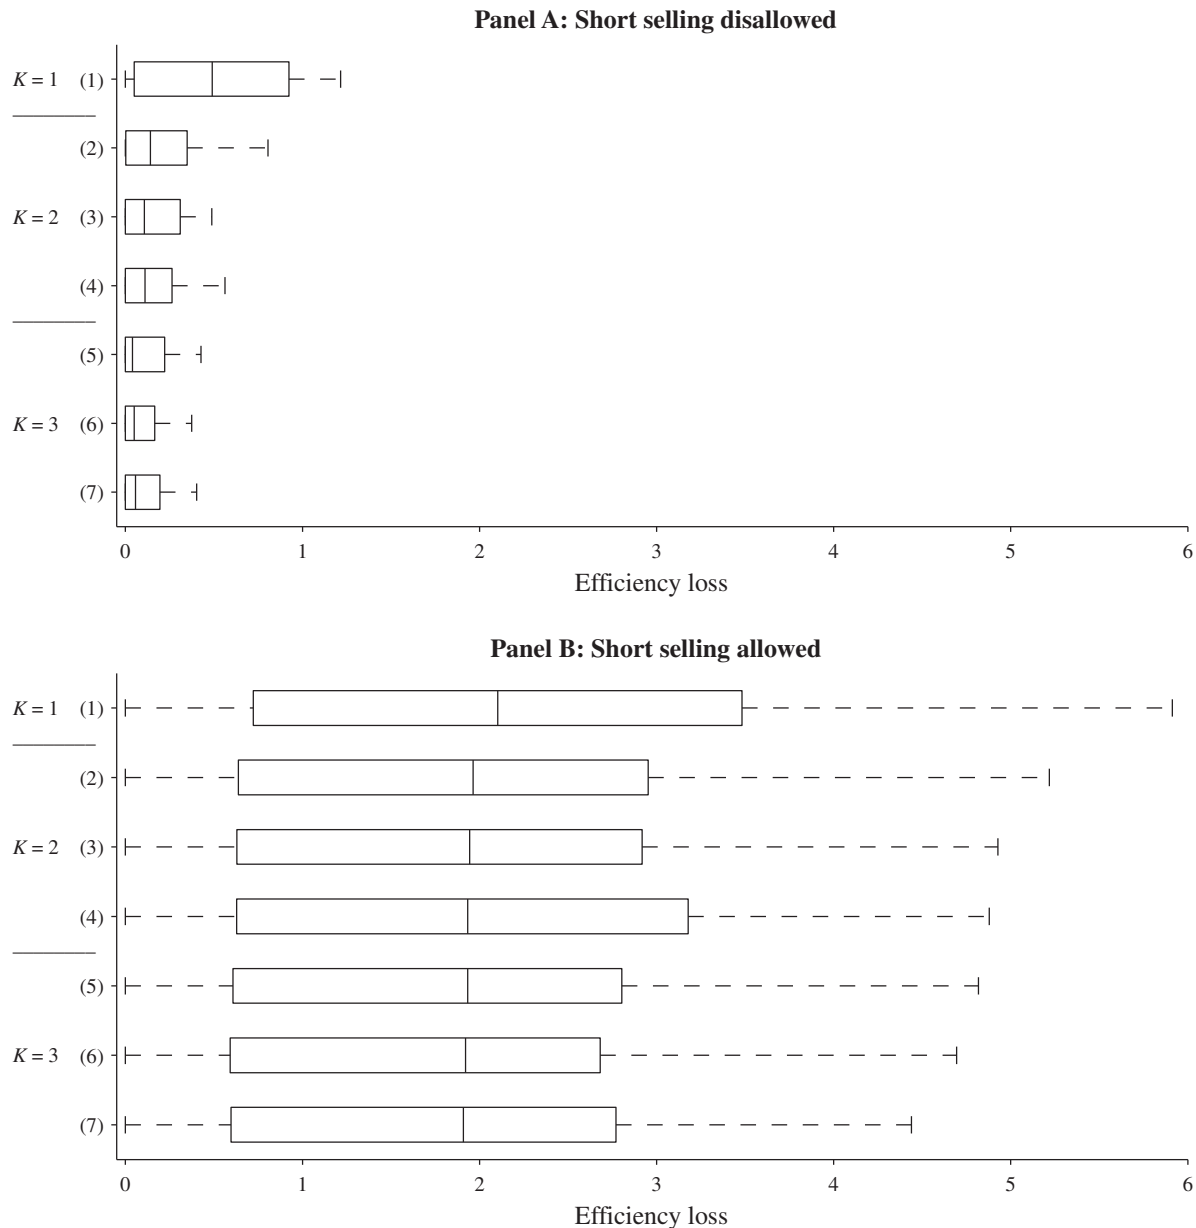 Panel A: Short selling disallowed
K = 1 (1)
(2)
K = 2 (3)
(4)
(5)
K = 3 (6)
(7)
0 1 2 3 4 5 6
Efficiency loss
Panel B: Short selling allowed
K = 1 (1)
(2)
K = 2 (3)
(4)
(5)
K = 3 (6)
(7)
0 1 2 3 4 5 6
Efficiency loss